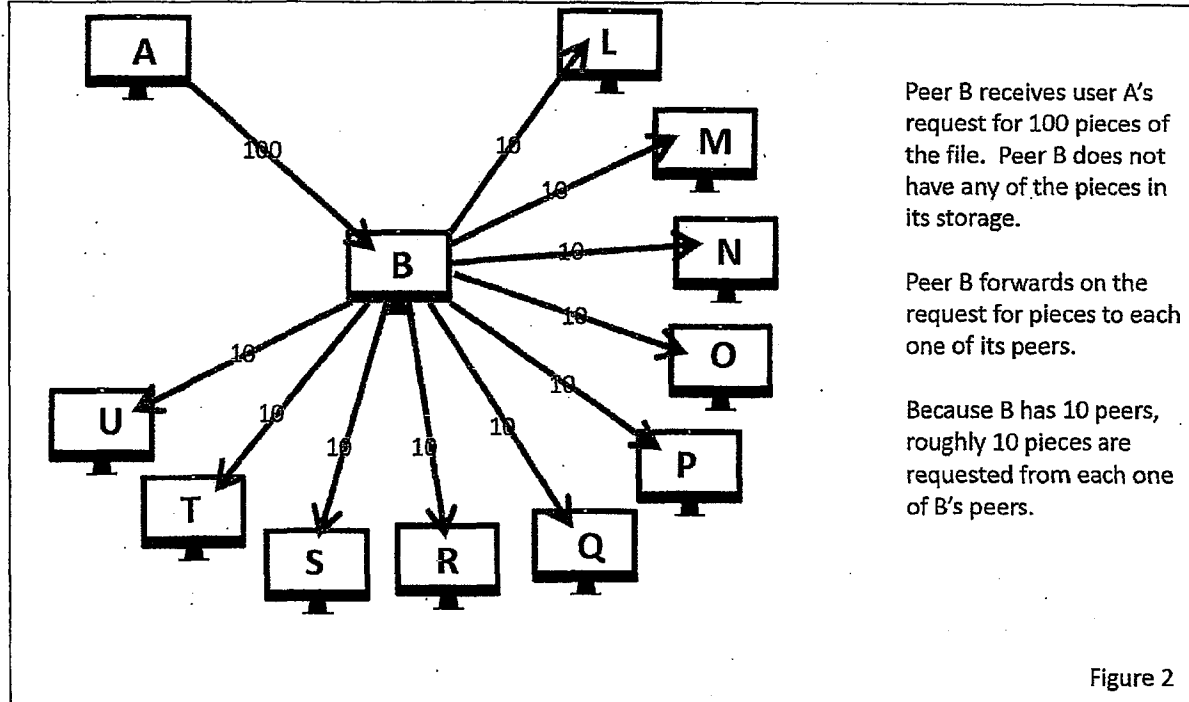 A
L
100
10
M
10
B
N
10
O
10
P
10
U
10
T
10
S
10
R
10
Q
10
Peer B receives user A's
request for 100 pieces of
the file. Peer B does not
have any of the pieces in
its storage.
Peer B forwards on the
request for pieces to each
one of its peers.
Because B has 10 peers,
roughly 10 pieces are
requested from each one
of B's peers.
Figure 2